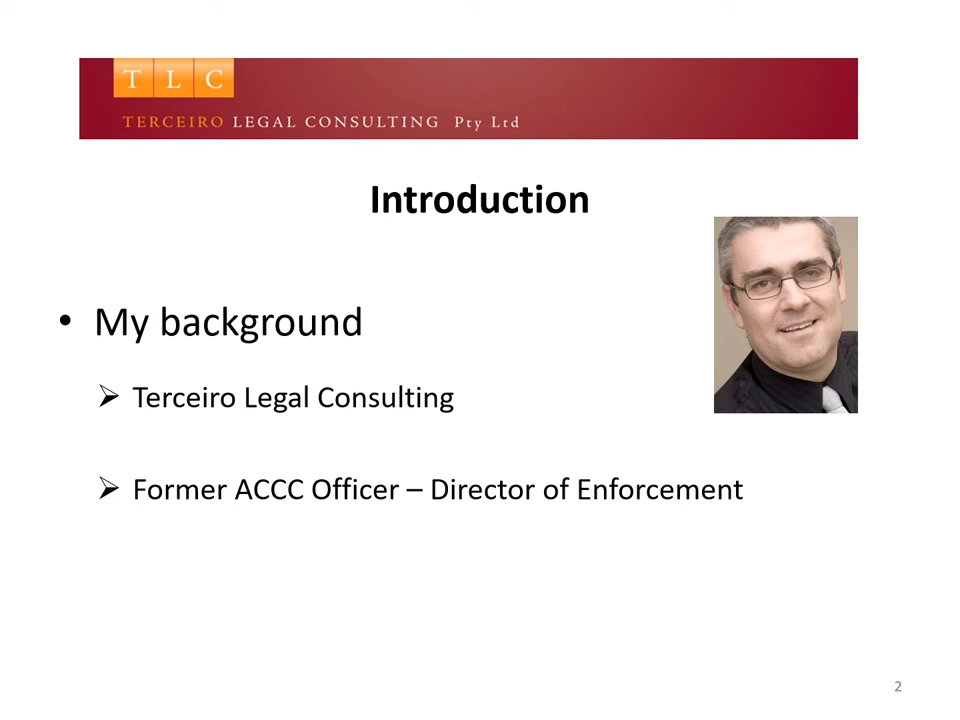 T L C
TERCEIRO LEGAL CONSULTING Pty Ltd
Introduction
• My background
➢ Terceiro Legal Consulting
➢ Former ACCC Officer – Director of Enforcement
2